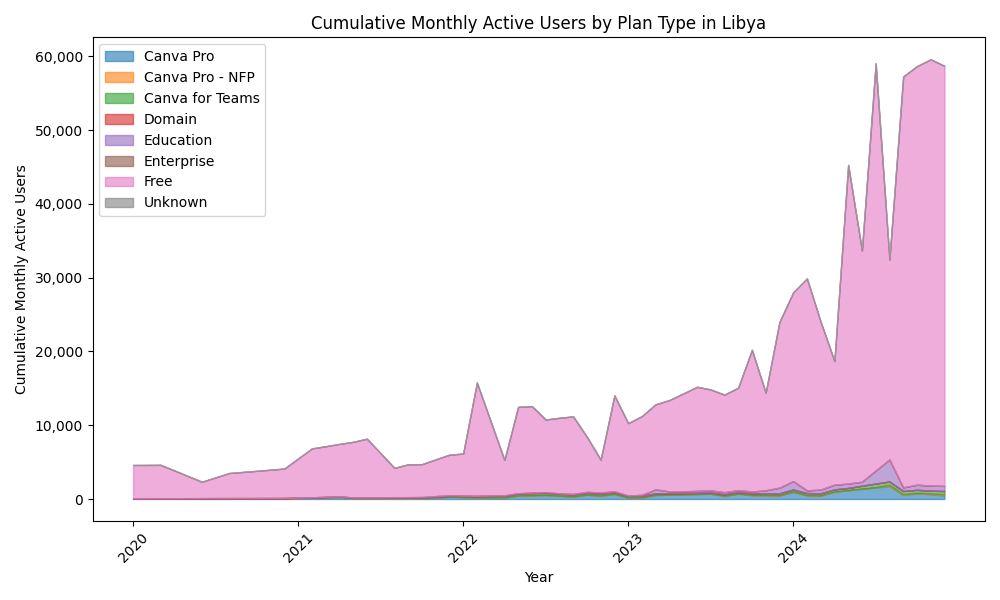 Cumulative Monthly Active Users by Plan Type in Libya
Canva Pro
Canva Pro - NFP
Canva for Teams
Domain
Education
Enterprise
Free
Unknown
Cumulative Monthly Active Users
60,000
50,000
40,000
30,000
20,000
10,000
0
2020
2021
2022
2023
2024
Year